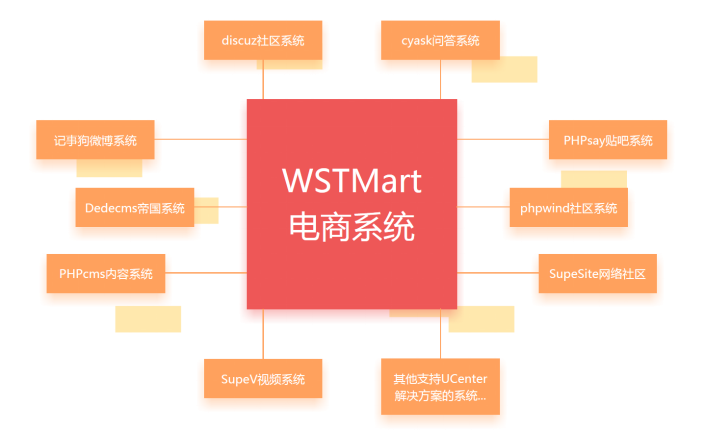 discuz社区系统
cyask问答系统
记事狗微博系统
PHPsay贴吧系统
WSTMart
电商系统
Dedecms帝国系统
phpwind社区系统
PHPcms内容系统
SupeSite网络社区
SupeV视频系统
其他支持UCenter
解决方案的系统...